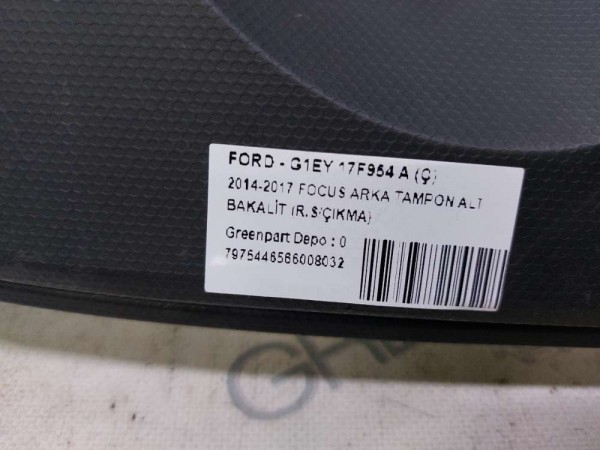 FORD - G1EY 17F954 A (Ç)
2014-2017 FOCUS ARKA TAMPON ALT
BAKALİT (R.S/ÇIKMA)
Greenpart Depo : 0
7975446566008032